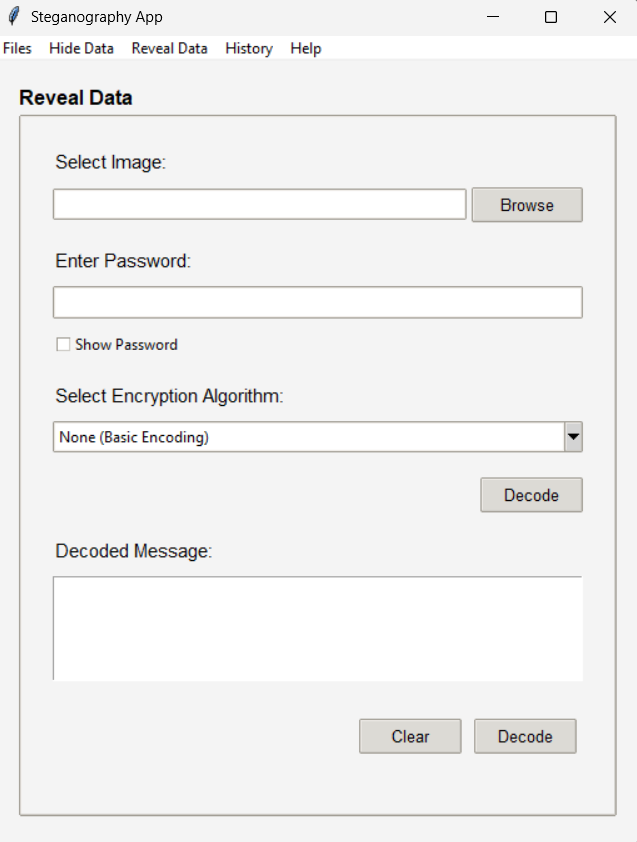 Steganography App
Files Hide Data Reveal Data History Help
Reveal Data
Select Image:
Browse
Enter Password:
Show Password
Select Encryption Algorithm:
None (Basic Encoding)
Decode
Decoded Message:
Clear Decode